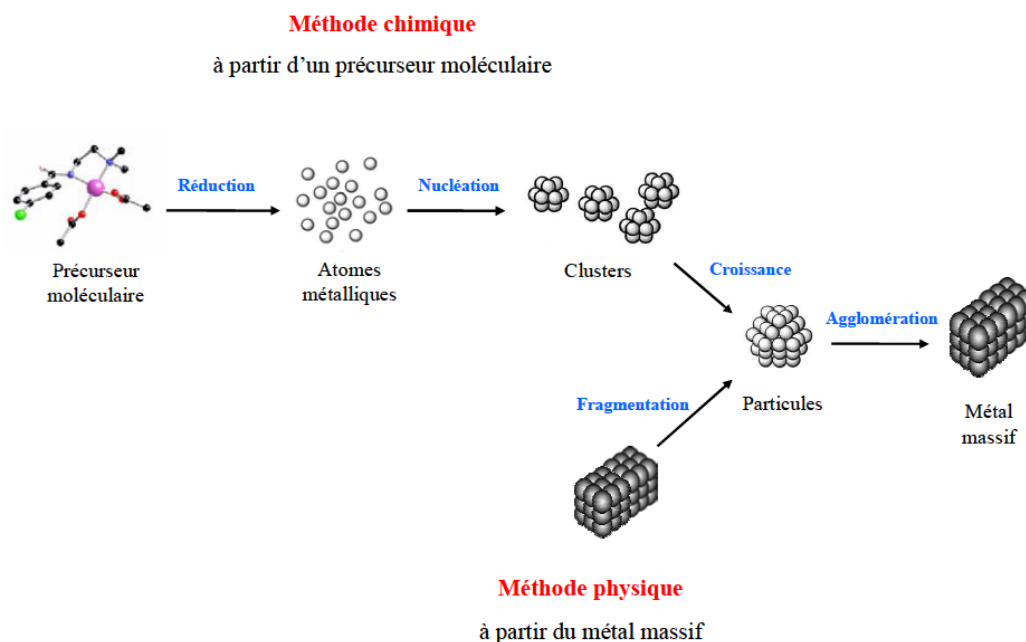 Méthode chimique
à partir d’un précurseur moléculaire
Réduction
Nucléation
Précurseur
moléculaire
Atomes
métalliques
Clusters
Croissance
Agglomération
Fragmentation
Particules
Métal
massif
Méthode physique
à partir du métal massif